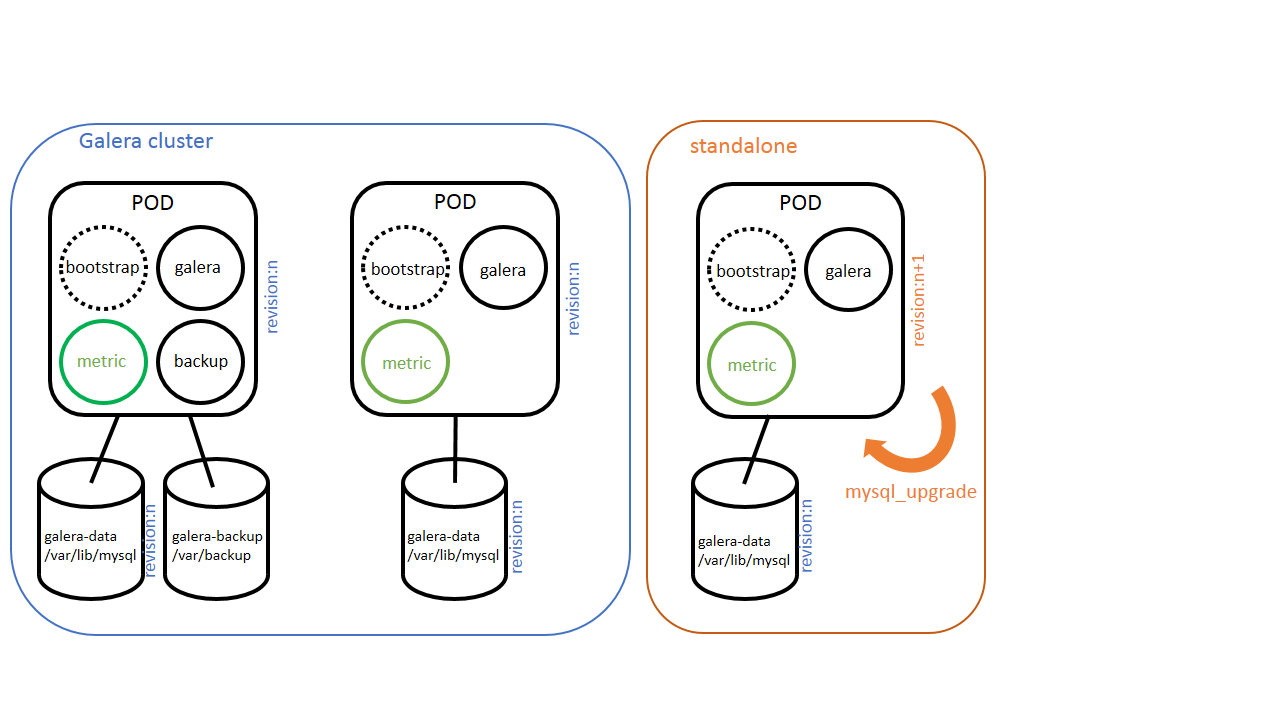 Galera cluster
POD
bootstrap
galera
metric
backup
revision:n
galera-data
/var/lib/mysql
revision:n
galera-backup
/var/backup
POD
bootstrap
galera
metric
revision:n
galera-data
/var/lib/mysql
revision:n
standalone
POD
bootstrap
galera
metric
revision:n+1
mysql_upgrade
galera-data
/var/lib/mysql
revision:n